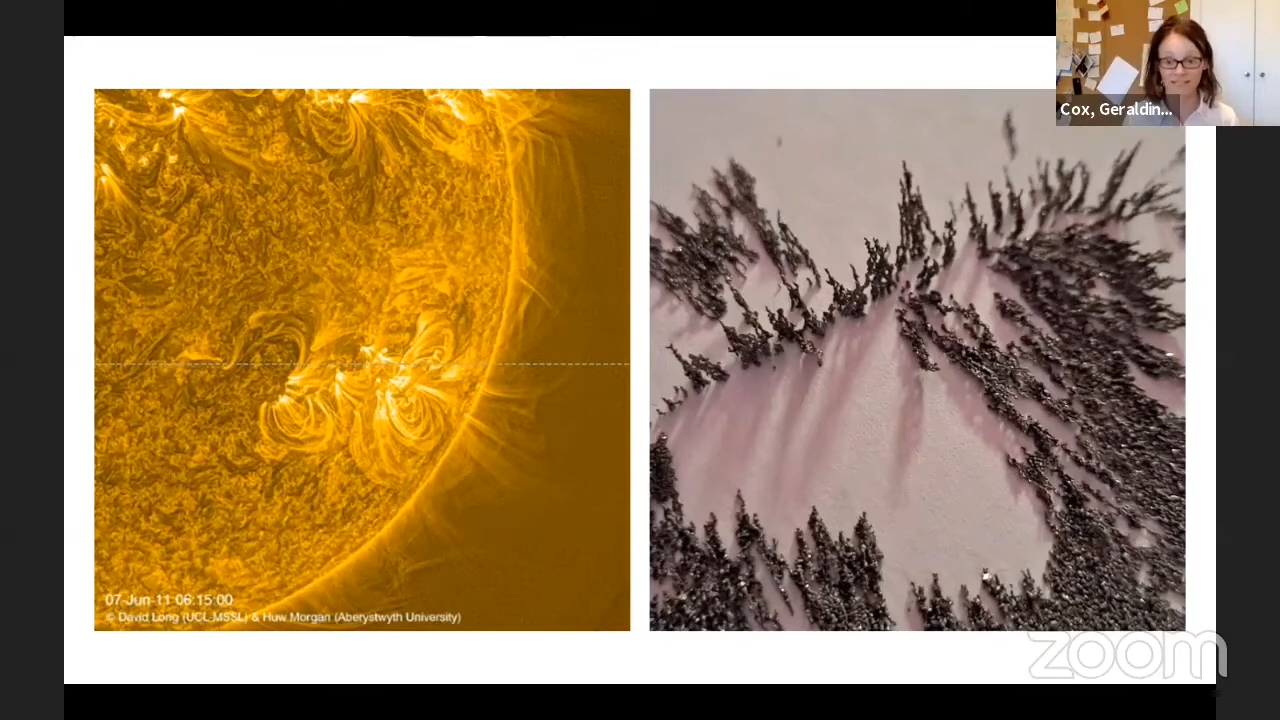 Cox, Geraldin...
07-Jun-11 06:15:00
© David Long (UCL-MSSL) & Huw Morgan (Aberystwyth University)
zoom